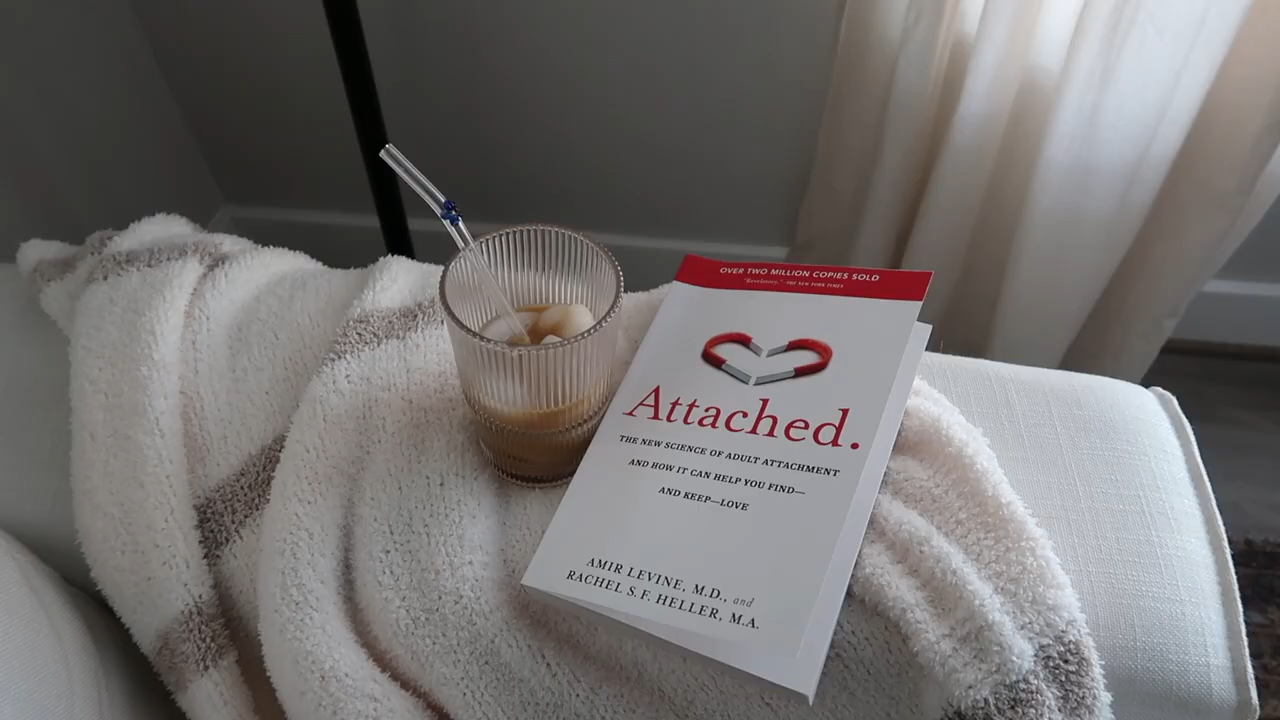 OVER TWO MILLION COPIES SOLD
"Revelatory."—THE NEW YORK TIMES
Attached.
THE NEW SCIENCE OF ADULT ATTACHMENT
AND HOW IT CAN HELP YOU FIND—
AND KEEP—LOVE
AMIR LEVINE, M.D., and
RACHEL S. F. HELLER, M.A.